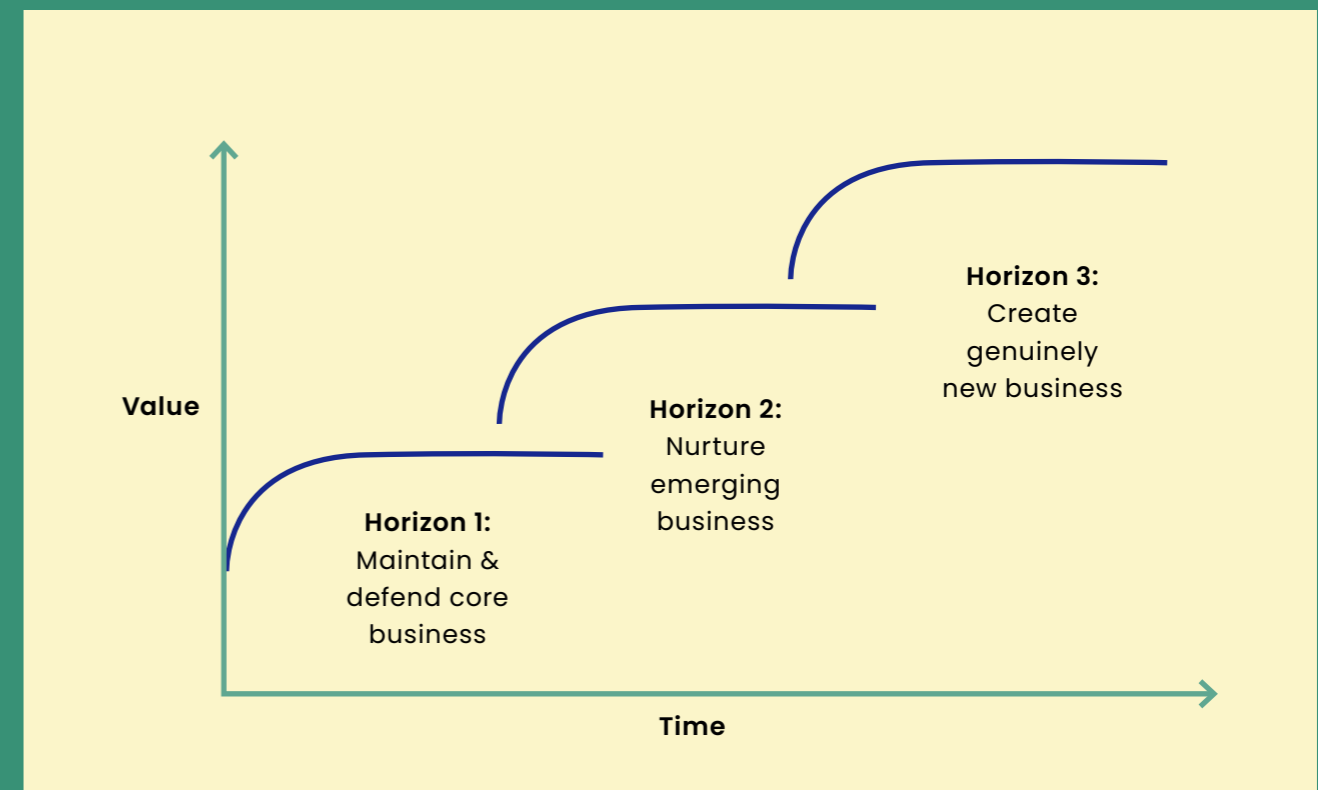 Horizon 3:
Create
genuinely
new business
Value
Horizon 2:
Nurture
emerging
business
Horizon 1:
Maintain &
defend core
business
Time